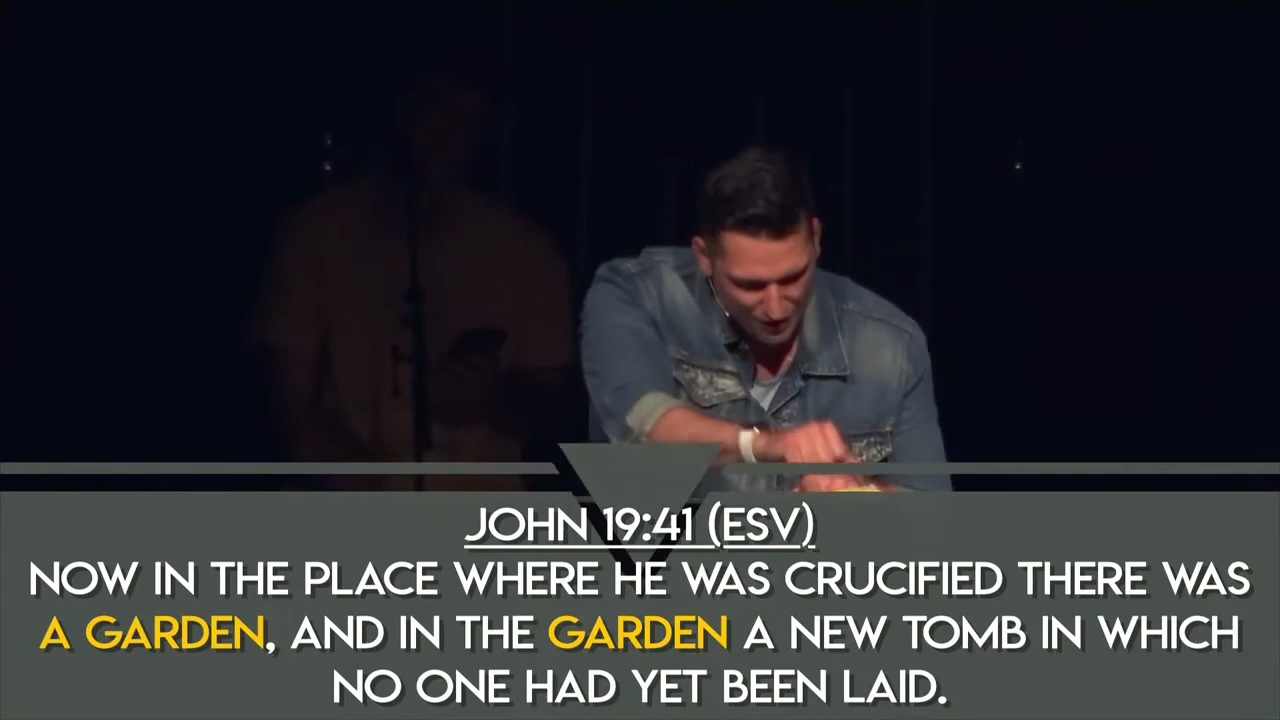 JOHN 19:41 (ESV)
NOW IN THE PLACE WHERE HE WAS CRUCIFIED THERE WAS
A GARDEN, AND IN THE GARDEN A NEW TOMB IN WHICH
NO ONE HAD YET BEEN LAID.